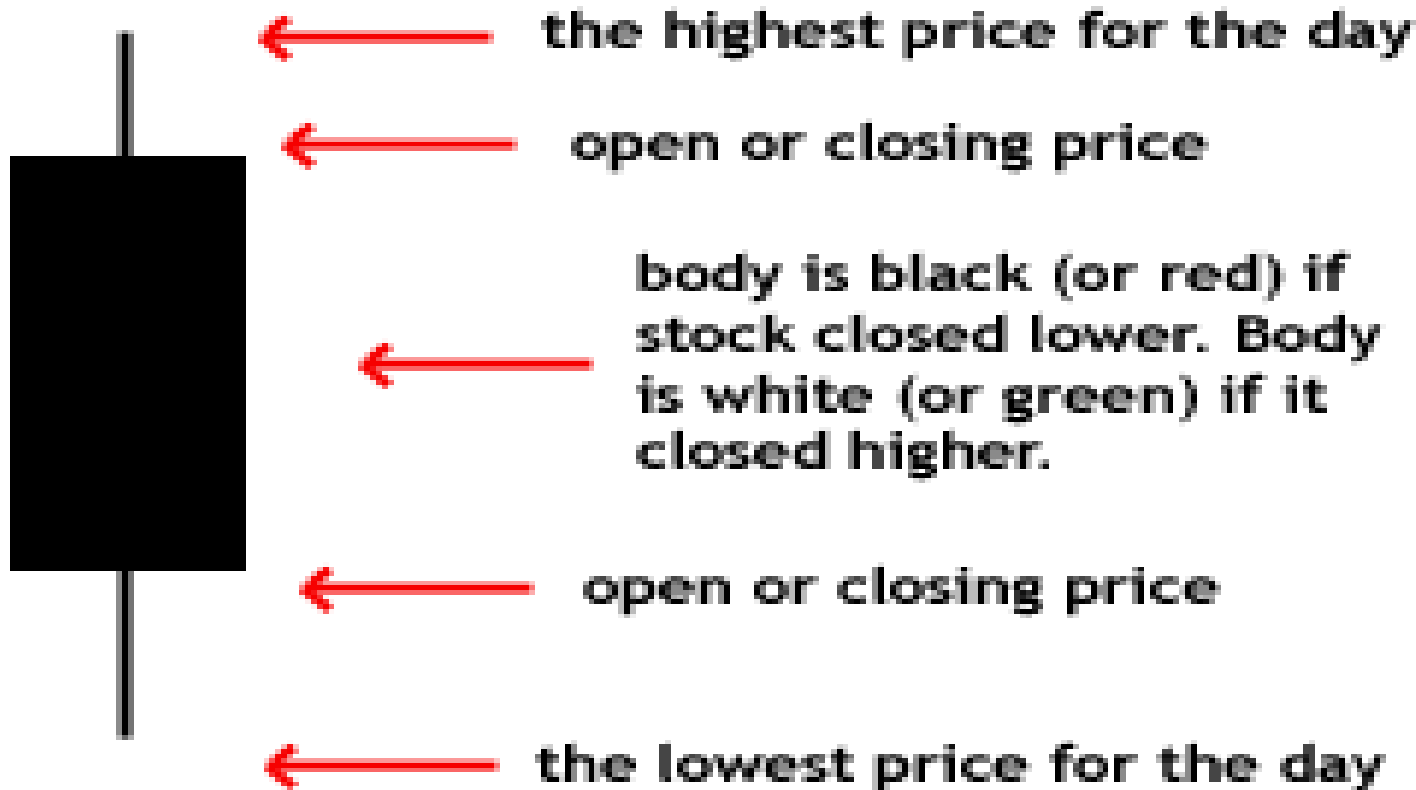 the highest price for the day
open or closing price
body is black (or red) if
stock closed lower. Body
is white (or green) if it
closed higher.
open or closing price
the lowest price for the day